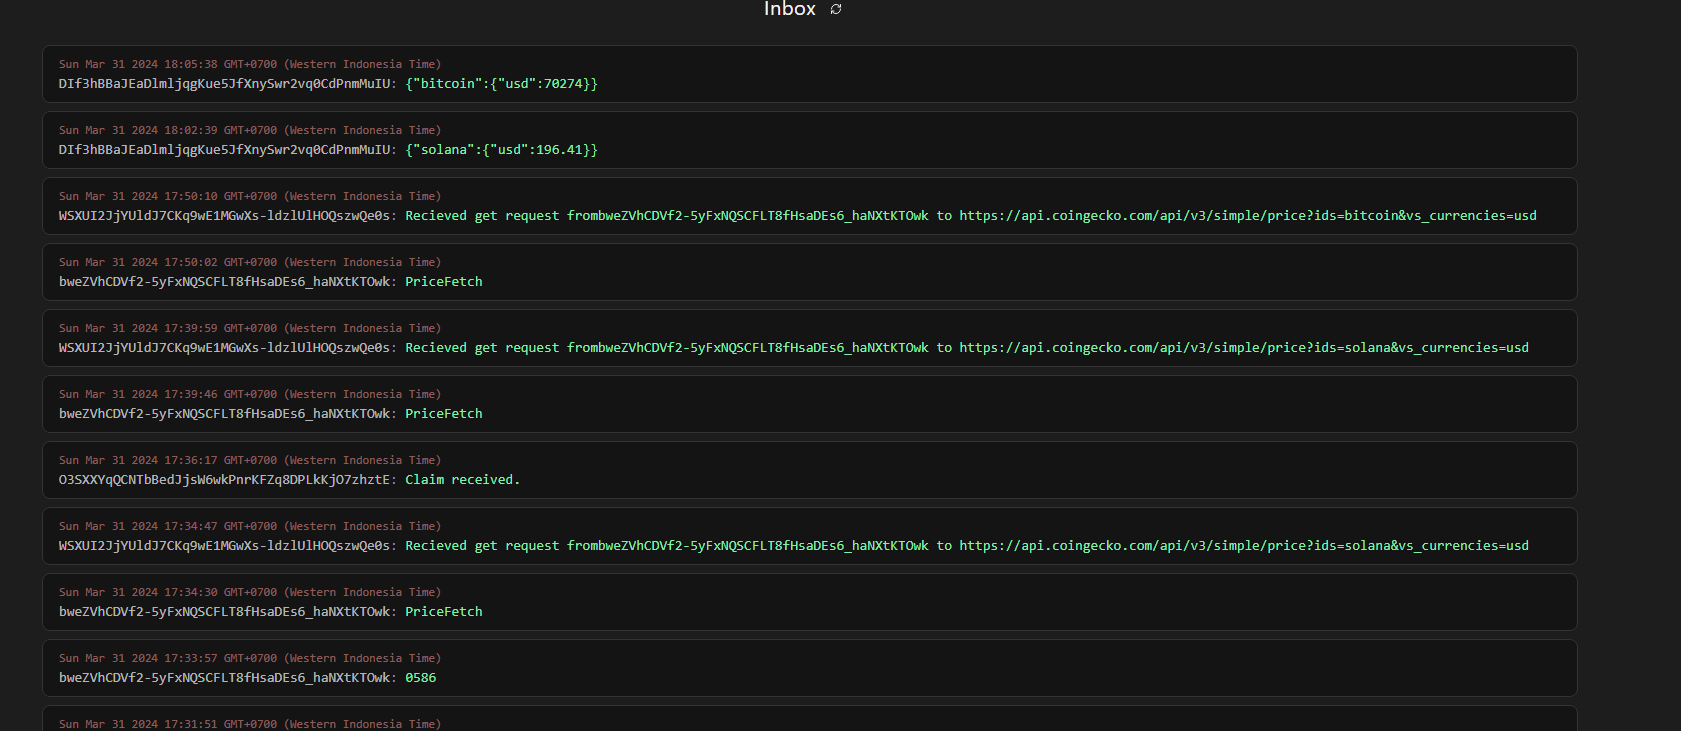 Inbox
Sun Mar 31 2024 18:05:38 GMT+0700 (Western Indonesia Time)
DIf3hBBaJEaDlmljqgKue5JfXnySwr2vq0CdPnmMuIU: {"bitcoin":{"usd":70274}}
Sun Mar 31 2024 18:02:39 GMT+0700 (Western Indonesia Time)
DIf3hBBaJEaDlmljqgKue5JfXnySwr2vq0CdPnmMuIU: {"solana":{"usd":196.41}}
Sun Mar 31 2024 17:50:10 GMT+0700 (Western Indonesia Time)
WSXUI2JjYUldJ7CKq9wE1MGwXs-ldzlUlHOQszwQe0s: Recieved get request frombweZVhCDVf2-5yFxNQSCFLT8fHsaDEs6_haNXtKTOwk to https://api.coingecko.com/api/v3/simple/price?ids=bitcoin&vs_currencies=usd
Sun Mar 31 2024 17:50:02 GMT+0700 (Western Indonesia Time)
bweZVhCDVf2-5yFxNQSCFLT8fHsaDEs6_haNXtKTOwk: PriceFetch
Sun Mar 31 2024 17:39:59 GMT+0700 (Western Indonesia Time)
WSXUI2JjYUldJ7CKq9wE1MGwXs-ldzlUlHOQszwQe0s: Recieved get request frombweZVhCDVf2-5yFxNQSCFLT8fHsaDEs6_haNXtKTOwk to https://api.coingecko.com/api/v3/simple/price?ids=solana&vs_currencies=usd
Sun Mar 31 2024 17:39:46 GMT+0700 (Western Indonesia Time)
bweZVhCDVf2-5yFxNQSCFLT8fHsaDEs6_haNXtKTOwk: PriceFetch
Sun Mar 31 2024 17:36:17 GMT+0700 (Western Indonesia Time)
O3SXXYqQCNTbBedJjsW6wkPnrKFZq8DPLkKjO7zhztE: Claim received.
Sun Mar 31 2024 17:34:47 GMT+0700 (Western Indonesia Time)
WSXUI2JjYUldJ7CKq9wE1MGwXs-ldzlUlHOQszwQe0s: Recieved get request frombweZVhCDVf2-5yFxNQSCFLT8fHsaDEs6_haNXtKTOwk to https://api.coingecko.com/api/v3/simple/price?ids=solana&vs_currencies=usd
Sun Mar 31 2024 17:34:30 GMT+0700 (Western Indonesia Time)
bweZVhCDVf2-5yFxNQSCFLT8fHsaDEs6_haNXtKTOwk: PriceFetch
Sun Mar 31 2024 17:33:57 GMT+0700 (Western Indonesia Time)
bweZVhCDVf2-5yFxNQSCFLT8fHsaDEs6_haNXtKTOwk: 0586
Sun Mar 31 2024 17:31:51 GMT+0700 (Western Indonesia Time)